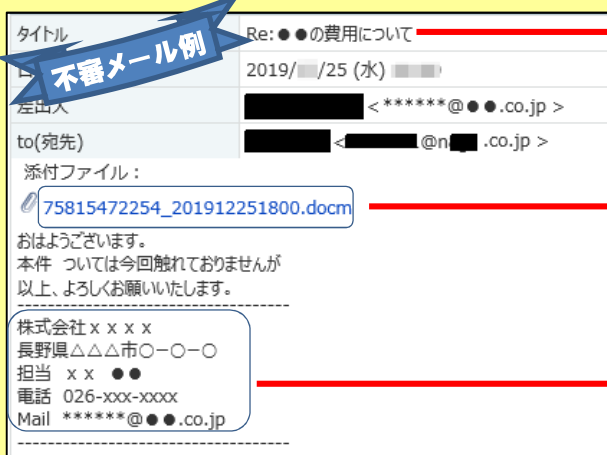 タイトル Re:●●の費用について
不審メール例
2019/ /25 (水)
差出人 <******@●●.co.jp >
to(宛先) < @n .co.jp >
添付ファイル：
75815472254_201912251800.docm
おはようございます。
本件 ついては今回触れておりませんが
以上、よろしくお願いいたします。
-----------------------------------
株式会社ｘｘｘｘ
長野県△△△市○－○－○
担当 ｘｘ ●●
電話 026-xxx-xxxx
Mail ******@●●.co.jp
-----------------------------------